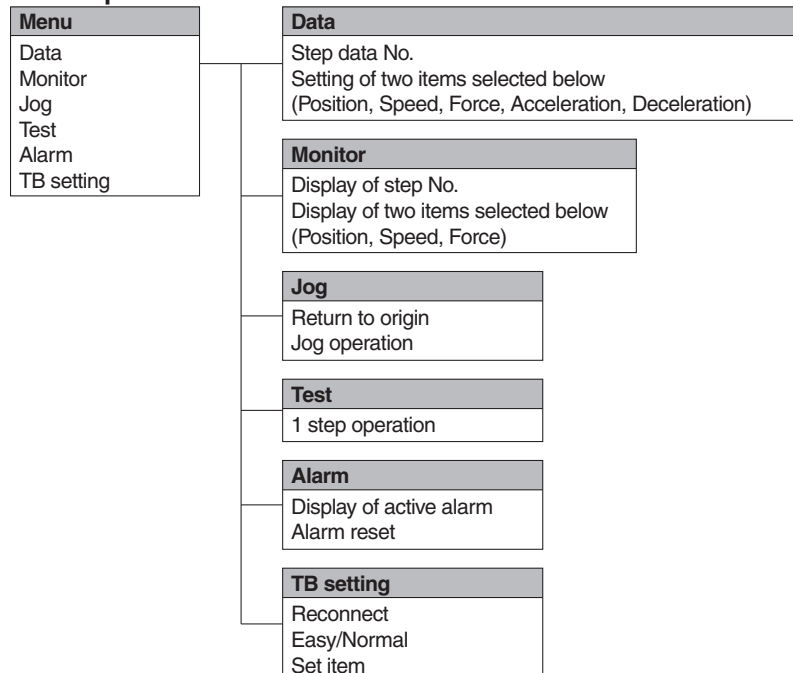 Menu
Data
Monitor
Jog
Test
Alarm
TB setting
Data
Step data No.
Setting of two items selected below
(Position, Speed, Force, Acceleration, Deceleration)
Monitor
Display of step No.
Display of two items selected below
(Position, Speed, Force)
Jog
Return to origin
Jog operation
Test
1 step operation
Alarm
Display of active alarm
Alarm reset
TB setting
Reconnect
Easy/Normal
Set item